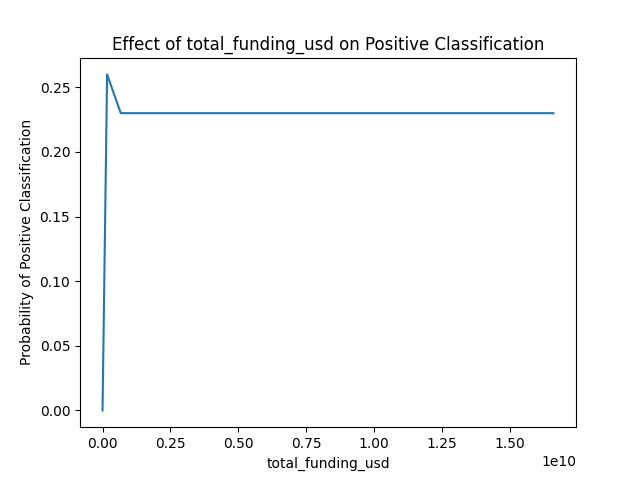 Effect of total_funding_usd on Positive Classification
Probability of Positive Classification
0.25
0.20
0.15
0.10
0.05
0.00
0.00 0.25 0.50 0.75 1.00 1.25 1.50
1e10
total_funding_usd